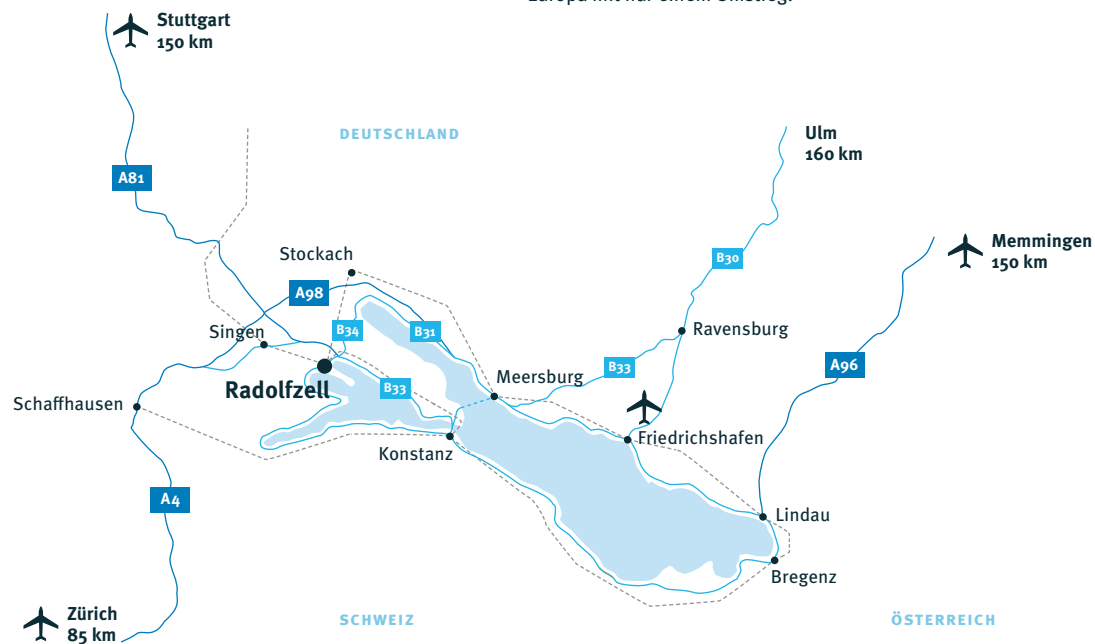 Stuttgart
150 km
DEUTSCHLAND
Ulm
160 km
A81
Memmingen
150 km
Stockach
B30
A98
Singen
B34
B31
Ravensburg
Radolfzell
B33
Meersburg
B33
A96
Schaffhausen
Konstanz
Friedrichshafen
A4
Lindau
Bregenz
Zürich
85 km
SCHWEIZ
ÖSTERREICH